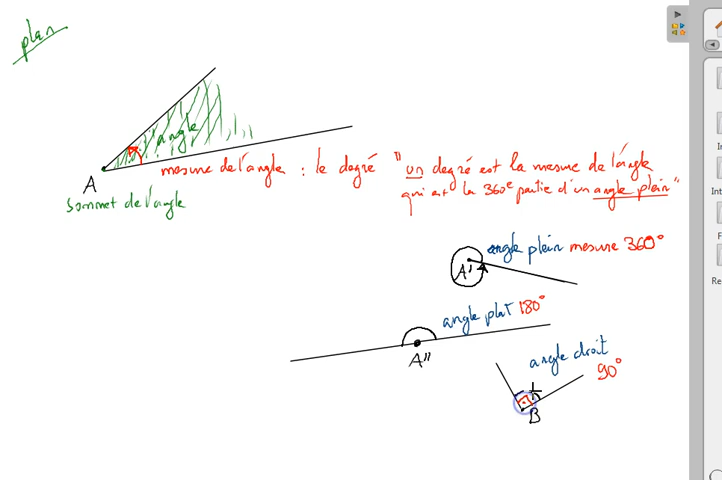 plan
angle
A
mesure de l'angle : le degré "un degré est la mesure de l'angle
qui est la 360e partie d'un angle plein"
sommet de l'angle
angle plein mesure 360°
A'
angle plat 180°
A"
angle droit
90°
B